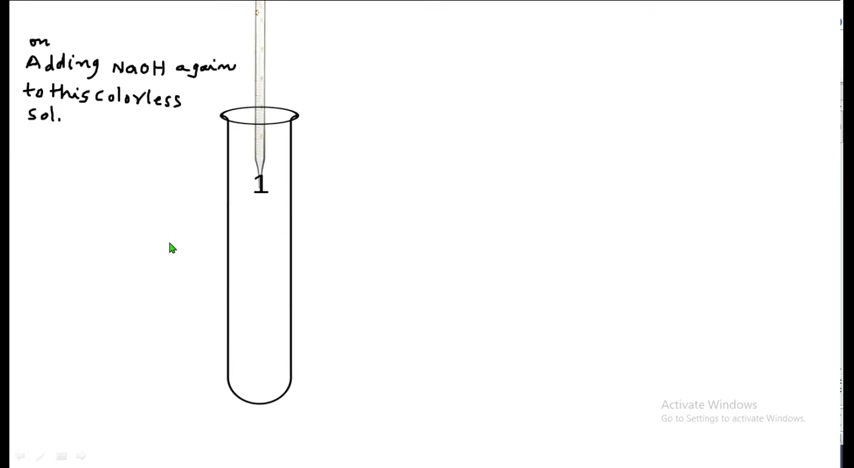 on
Adding NaOH again
to this colorless
sol.
1
Activate Windows
Go to Settings to activate Windows.